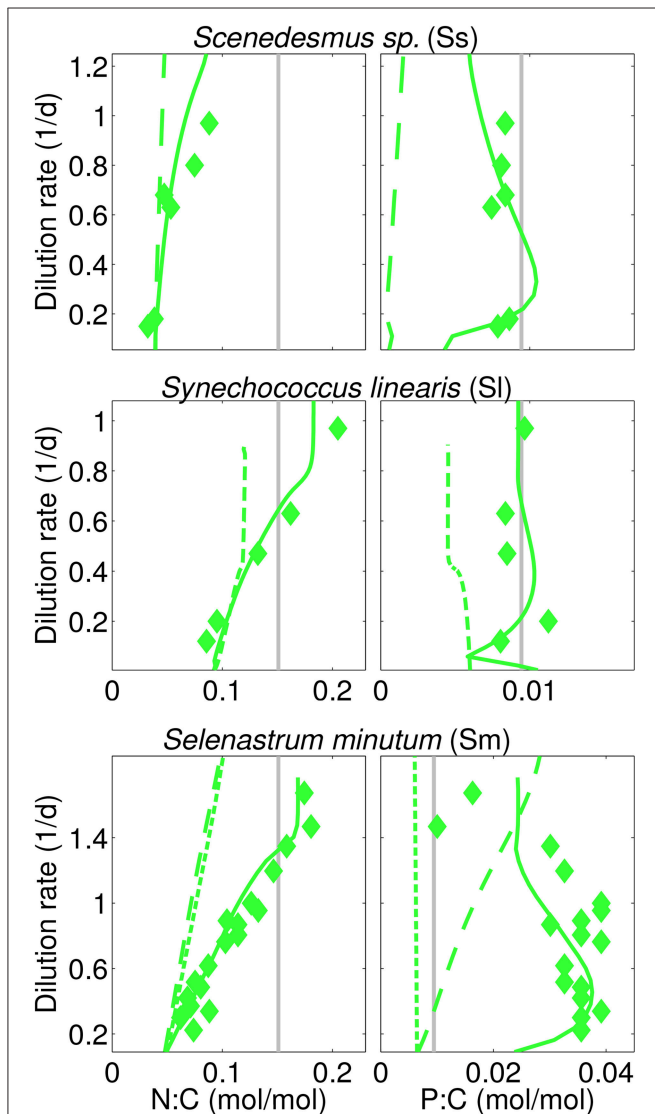 Scenedesmus sp. (Ss)
Dilution rate (1/d)
1.2
1
0.8
0.6
0.4
0.2
Synechococcus linearis (Sl)
Dilution rate (1/d)
1
0.8
0.6
0.4
0.2
0 0.1 0.2 0 0.01
Selenastrum minutum (Sm)
Dilution rate (1/d)
1.4
1
0.6
0.2
0 0.1 0.2 0 0.02 0.04
N:C (mol/mol) P:C (mol/mol)